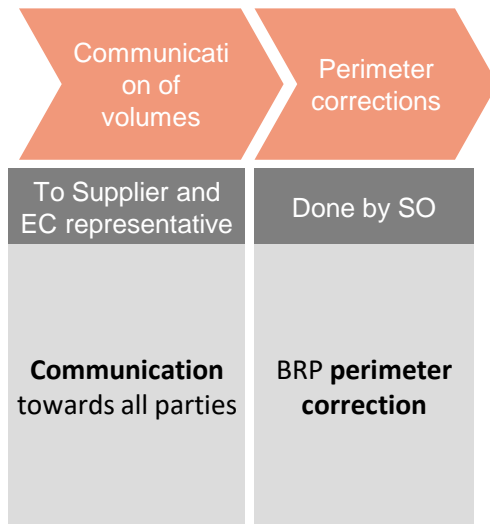 Communicati
on of
volumes
Perimeter
corrections
To Supplier and
EC representative
Done by SO
Communication
towards all parties
BRP perimeter
correction